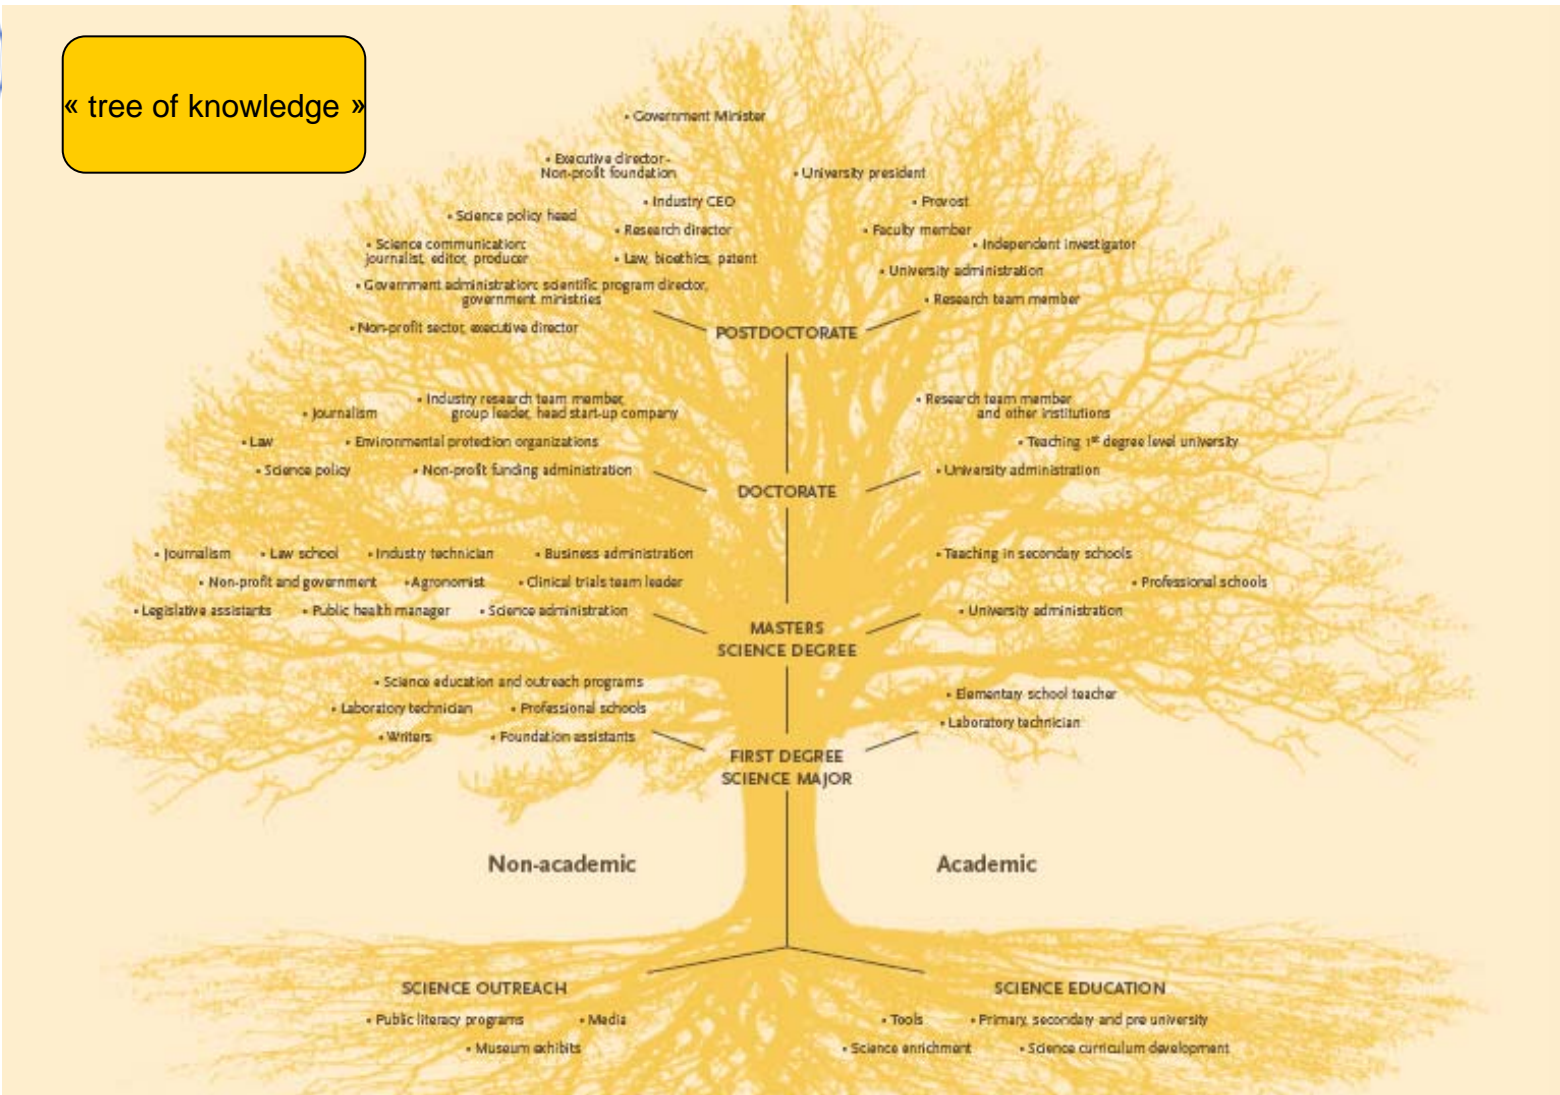 « tree of knowledge »
• Government Minister
• Executive director -
Non-profit foundation
• University president
• Industry CEO
• Provost
• Science policy head
• Research director
• Faculty member
• Science communication:
journalist, editor, producer
• Independent investigator
• Law, bioethics, patent
• University administration
• Government administration: scientific program director,
government ministries
• Research team member
• Non-profit sector, executive director
POSTDOCTORATE
• Industry research team member,
group leader, head start-up company
• Journalism
• Research team member
and other institutions
• Law
• Environmental protection organizations
• Teaching 1st degree level university
• Science policy
• Non-profit funding administration
• University administration
DOCTORATE
• Journalism
• Law school
• Industry technician
• Business administration
• Teaching in secondary schools
• Non-profit and government
• Agronomist
• Clinical trials team leader
• Professional schools
• Legislative assistants
• Public health manager
• Science administration
• University administration
MASTERS
SCIENCE DEGREE
• Science education and outreach programs
• Elementary school teacher
• Laboratory technician
• Professional schools
• Laboratory technician
• Writers
• Foundation assistants
FIRST DEGREE
SCIENCE MAJOR
Non-academic
Academic
SCIENCE OUTREACH
• Public literacy programs
• Media
• Museum exhibits
SCIENCE EDUCATION
• Tools
• Primary, secondary and pre university
• Science enrichment
• Science curriculum development